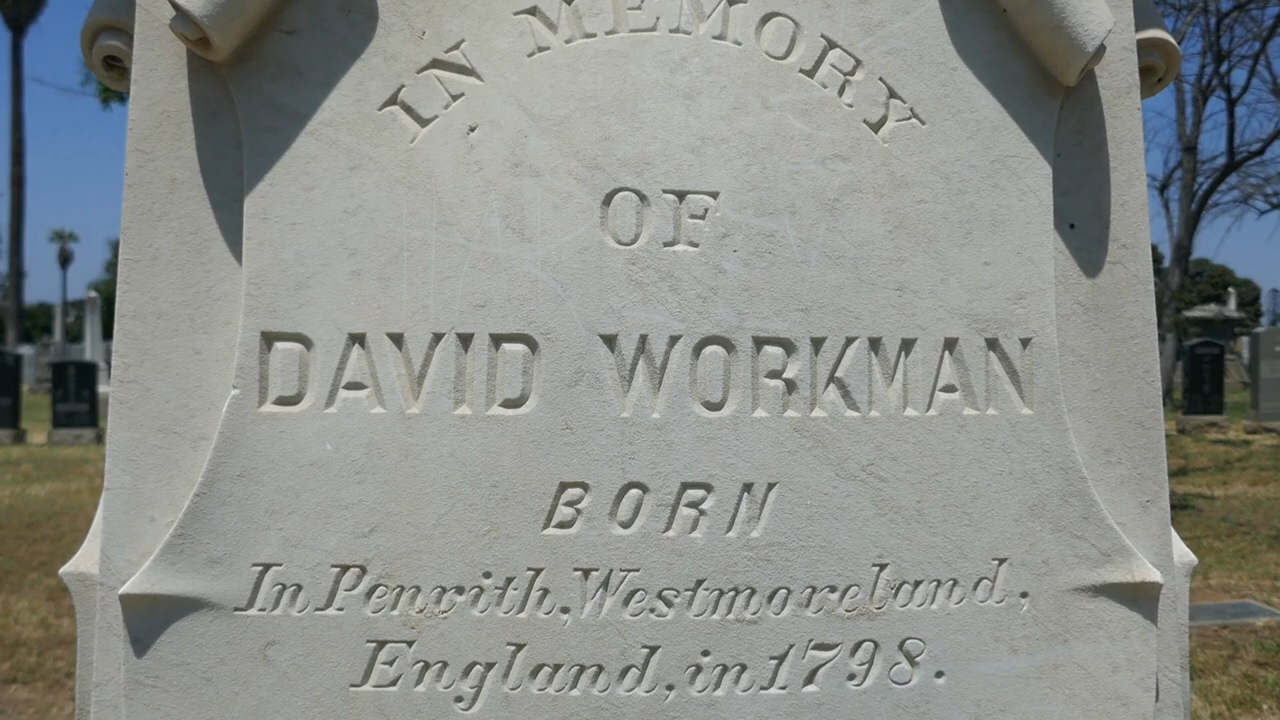 IN MEMORY
OF
DAVID WORKMAN
BORN
In Penrith, Westmoreland,
England, in 1798.